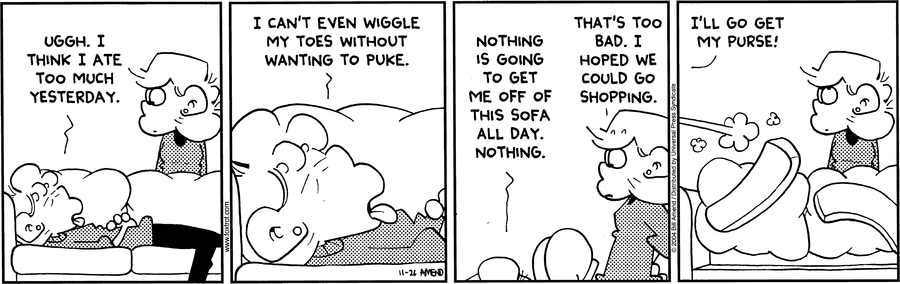 UGGH. I
THINK I ATE
TOO MUCH
YESTERDAY.
I CAN'T EVEN WIGGLE
MY TOES WITHOUT
WANTING TO PUKE.
www.foxtrot.com
11-26 AMEND
NOTHING
IS GOING
TO GET
ME OFF OF
THIS SOFA
ALL DAY.
NOTHING.
THAT'S TOO
BAD. I
HOPED WE
COULD GO
SHOPPING.
© 2004 Bill Amend / Distributed by Universal Press Syndicate
I'LL GO GET
MY PURSE!